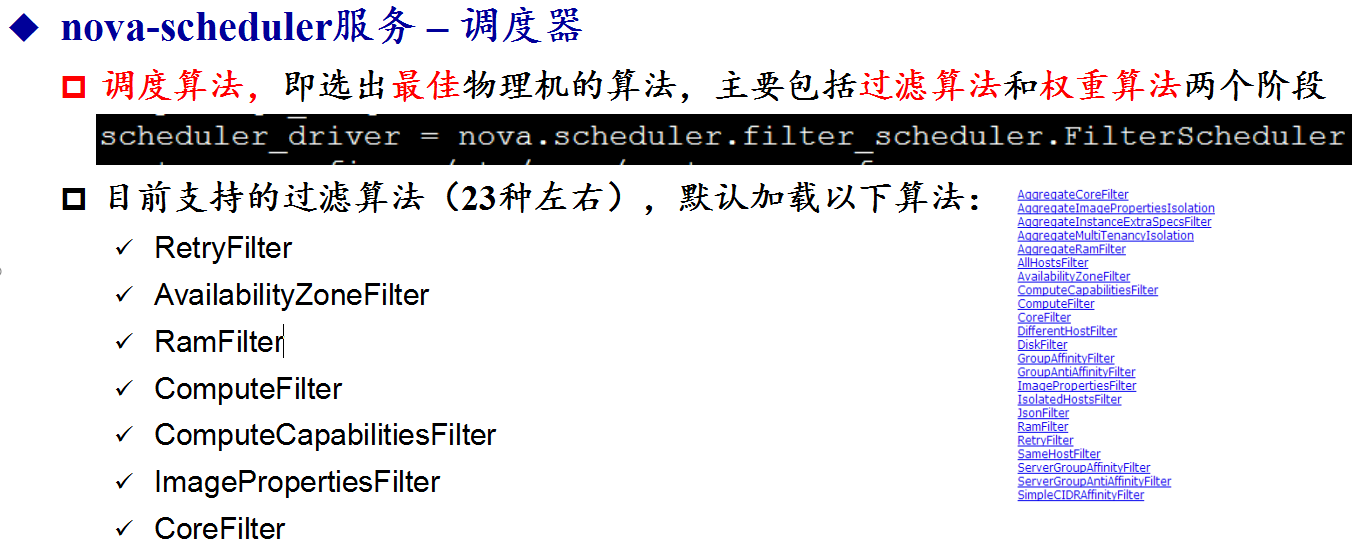 nova-scheduler服务 – 调度器
调度算法，即选出最佳物理机的算法，主要包括过滤算法和权重算法两个阶段
scheduler_driver = nova.scheduler.filter_scheduler.FilterScheduler
目前支持的过滤算法（23种左右），默认加载以下算法：
RetryFilter
AvailabilityZoneFilter
RamFilter
ComputeFilter
ComputeCapabilitiesFilter
ImagePropertiesFilter
CoreFilter
AggregateCoreFilter
AggregateImagePropertiesIsolation
AggregateInstanceExtraSpecsFilter
AggregateMultiTenancyIsolation
AggregateRamFilter
AllHostsFilter
AvailabilityZoneFilter
ComputeCapabilitiesFilter
ComputeFilter
CoreFilter
DifferentHostFilter
DiskFilter
GroupAffinityFilter
GroupAntiAffinityFilter
ImagePropertiesFilter
IsolatedHostsFilter
JsonFilter
RamFilter
RetryFilter
SameHostFilter
ServerGroupAffinityFilter
ServerGroupAntiAffinityFilter
SimpleCIDRAffinityFilter